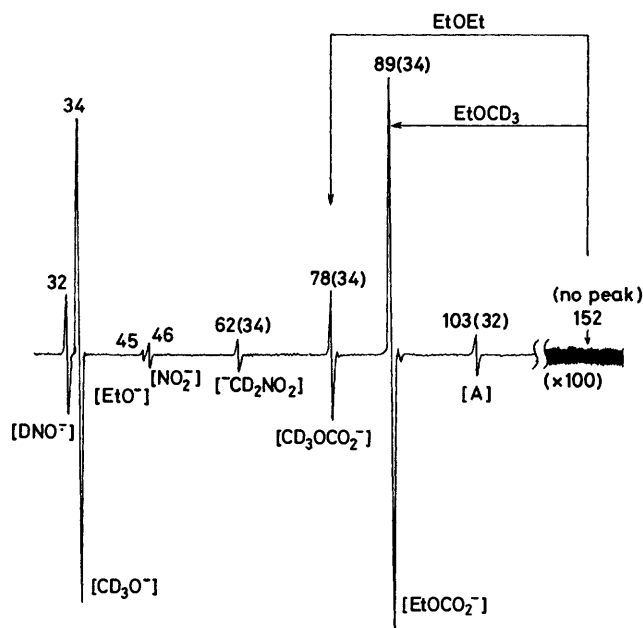 EtOEt
89(34)
34
EtOCD₃
32
78(34)
(no peak)
152
45
46
62(34)
103(32)
[EtO⁻]
[NO₂⁻]
[⁻CD₂NO₂]
[A]
(×100)
[DNO⁻]
[CD₃OCO₂⁻]
[CD₃O⁻]
[EtOCO₂⁻]